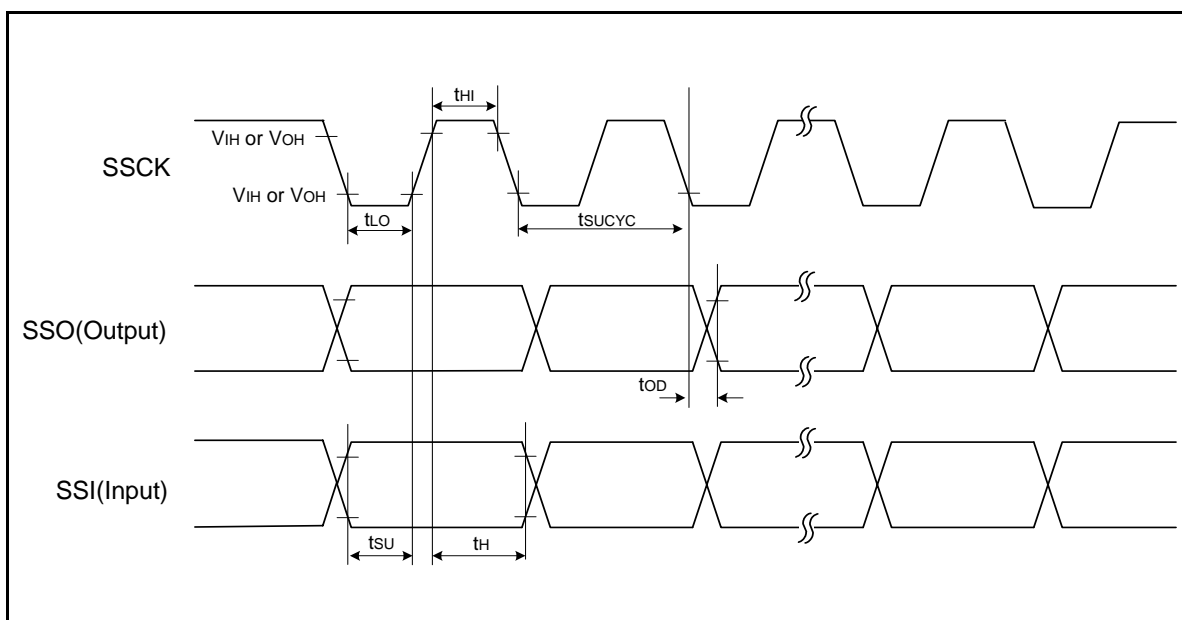 tHI
VIH or VOH
SSCK
VIH or VOH
tLO
tSUCYC
SSO(Output)
tOD
SSI(Input)
tSU
tH